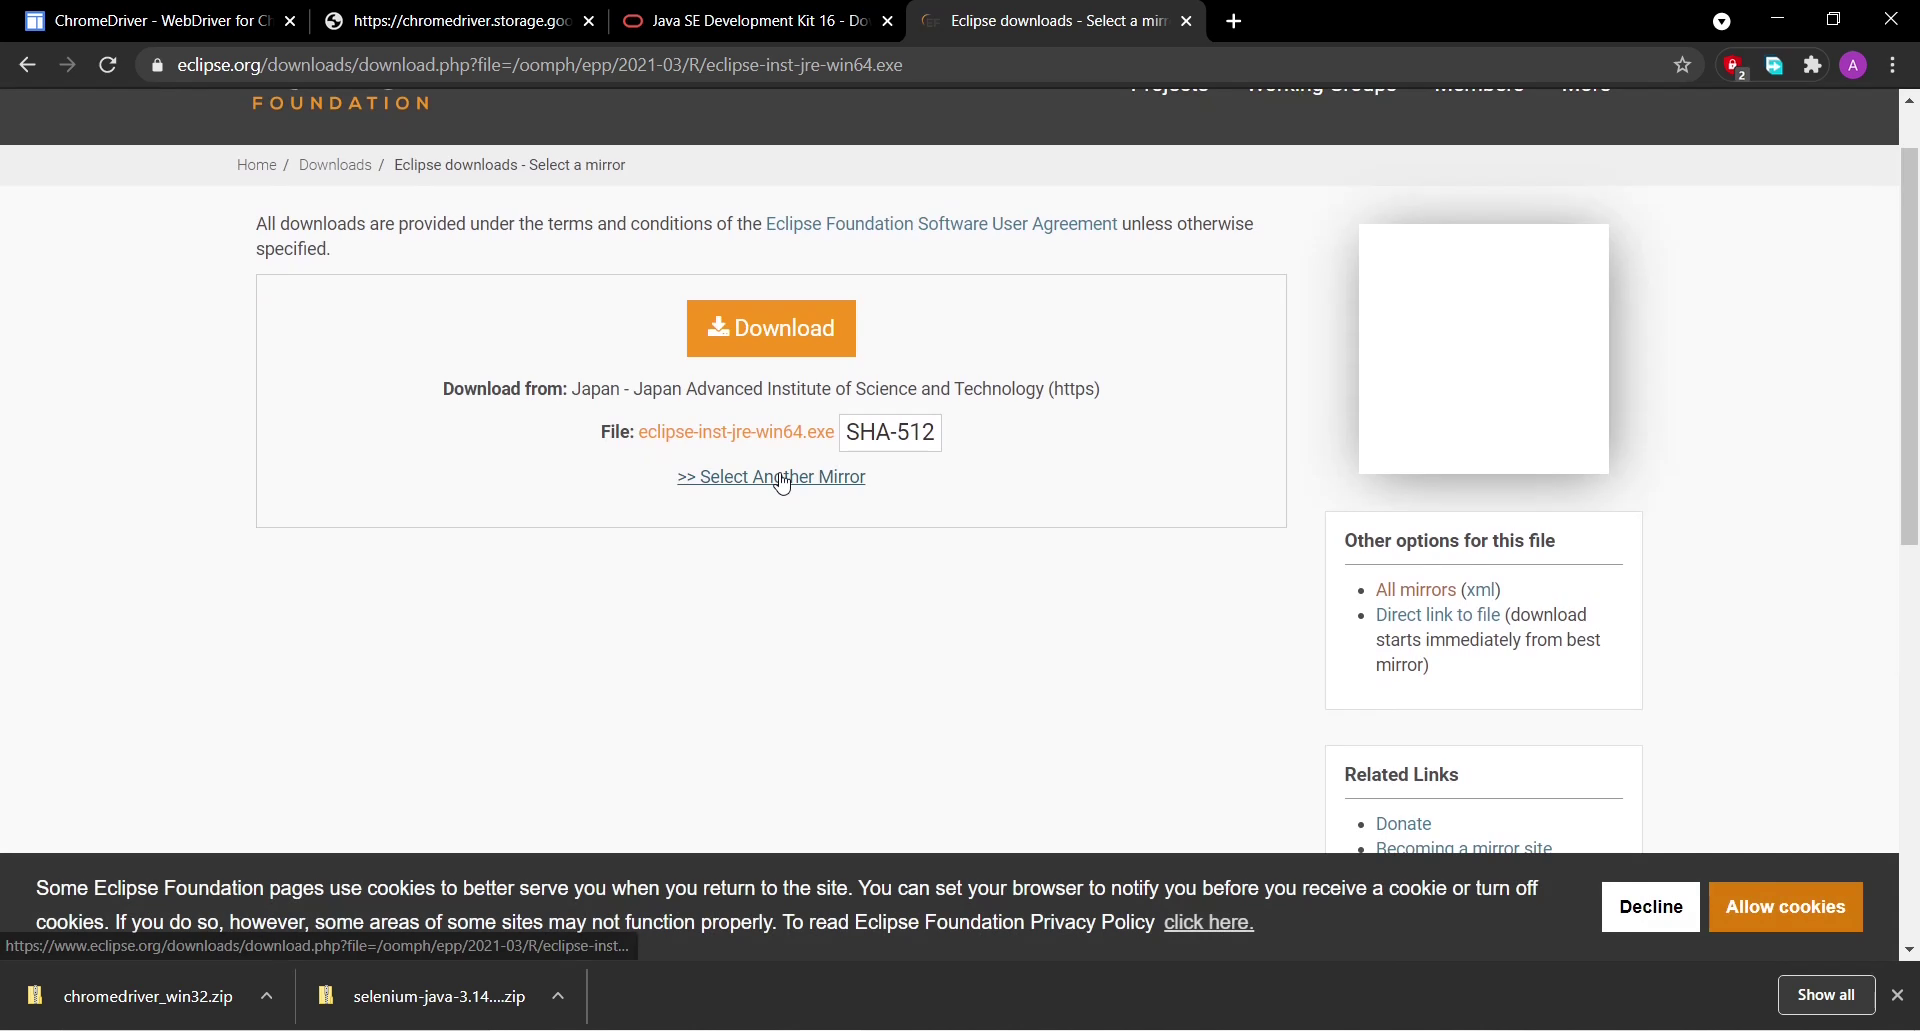 ChromeDriver - WebDriver for Ch
https://chromedriver.storage.goo
Java SE Development Kit 16 - Do
Eclipse downloads - Select a mirr
eclipse.org/downloads/download.php?file=/oomph/epp/2021-03/R/eclipse-inst-jre-win64.exe
2
A
FOUNDATION
Projects Working Groups Members More
Home / Downloads / Eclipse downloads - Select a mirror
All downloads are provided under the terms and conditions of the Eclipse Foundation Software User Agreement unless otherwise
specified.
Download
Download from: Japan - Japan Advanced Institute of Science and Technology (https)
File: eclipse-inst-jre-win64.exe SHA-512
>> Select Another Mirror
Other options for this file
• All mirrors (xml)
• Direct link to file (download
starts immediately from best
mirror)
Related Links
• Donate
• Becoming a mirror site
Some Eclipse Foundation pages use cookies to better serve you when you return to the site. You can set your browser to notify you before you receive a cookie or turn off
cookies. If you do so, however, some areas of some sites may not function properly. To read Eclipse Foundation Privacy Policy click here.
Decline
Allow cookies
https://www.eclipse.org/downloads/download.php?file=/oomph/epp/2021-03/R/eclipse-inst...
chromedriver_win32.zip
selenium-java-3.14....zip
Show all